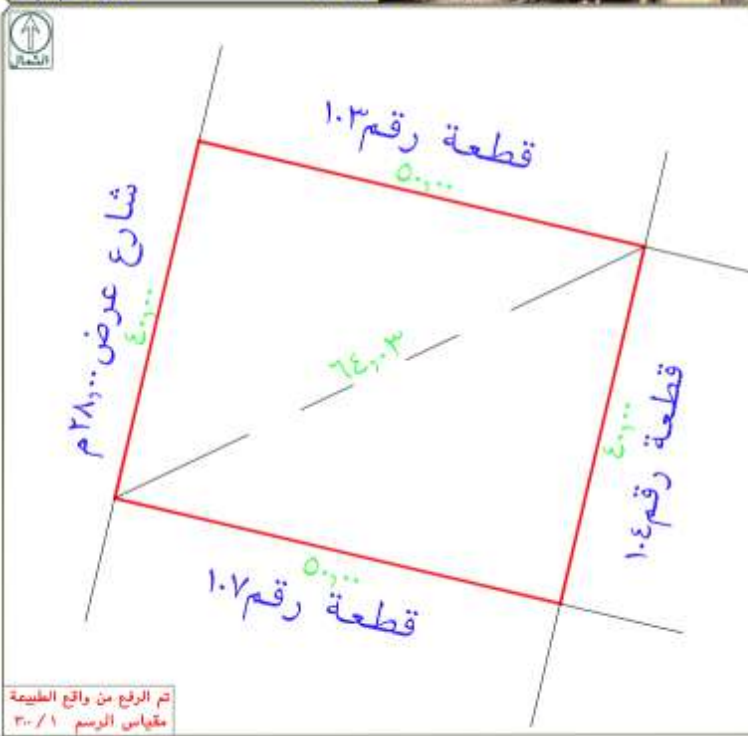 الشمال
قطعة رقم١٠٣
٥٠,٠٠
شارع عرض ٢٨,٠٠م
٤٠,٠٠
٦٤,٠٣
٤٠,٠٠
قطعة رقم١٠٤
٥٠,٠٠
قطعة رقم١٠٧
تم الرفع من واقع الطبيعة
مقياس الرسم ١ / ٣٠٠